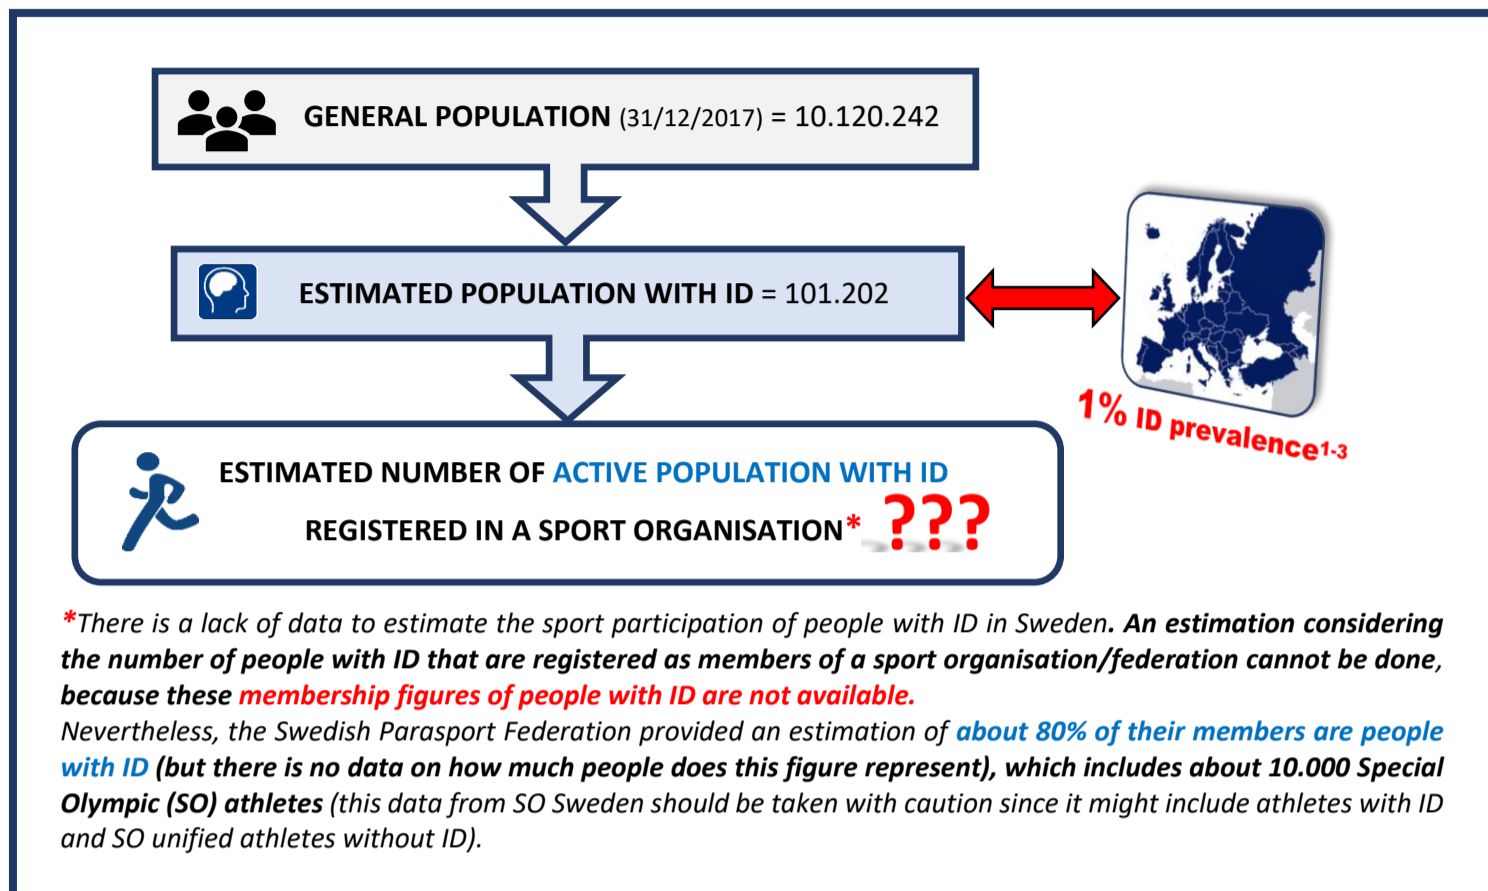 GENERAL POPULATION (31/12/2017) = 10.120.242
ESTIMATED POPULATION WITH ID = 101.202
1% ID prevalence1-3
ESTIMATED NUMBER OF ACTIVE POPULATION WITH ID
REGISTERED IN A SPORT ORGANISATION* ???
*There is a lack of data to estimate the sport participation of people with ID in Sweden. An estimation considering
the number of people with ID that are registered as members of a sport organisation/federation cannot be done,
because these membership figures of people with ID are not available.
Nevertheless, the Swedish Parasport Federation provided an estimation of about 80% of their members are people
with ID (but there is no data on how much people does this figure represent), which includes about 10.000 Special
Olympic (SO) athletes (this data from SO Sweden should be taken with caution since it might include athletes with ID
and SO unified athletes without ID).